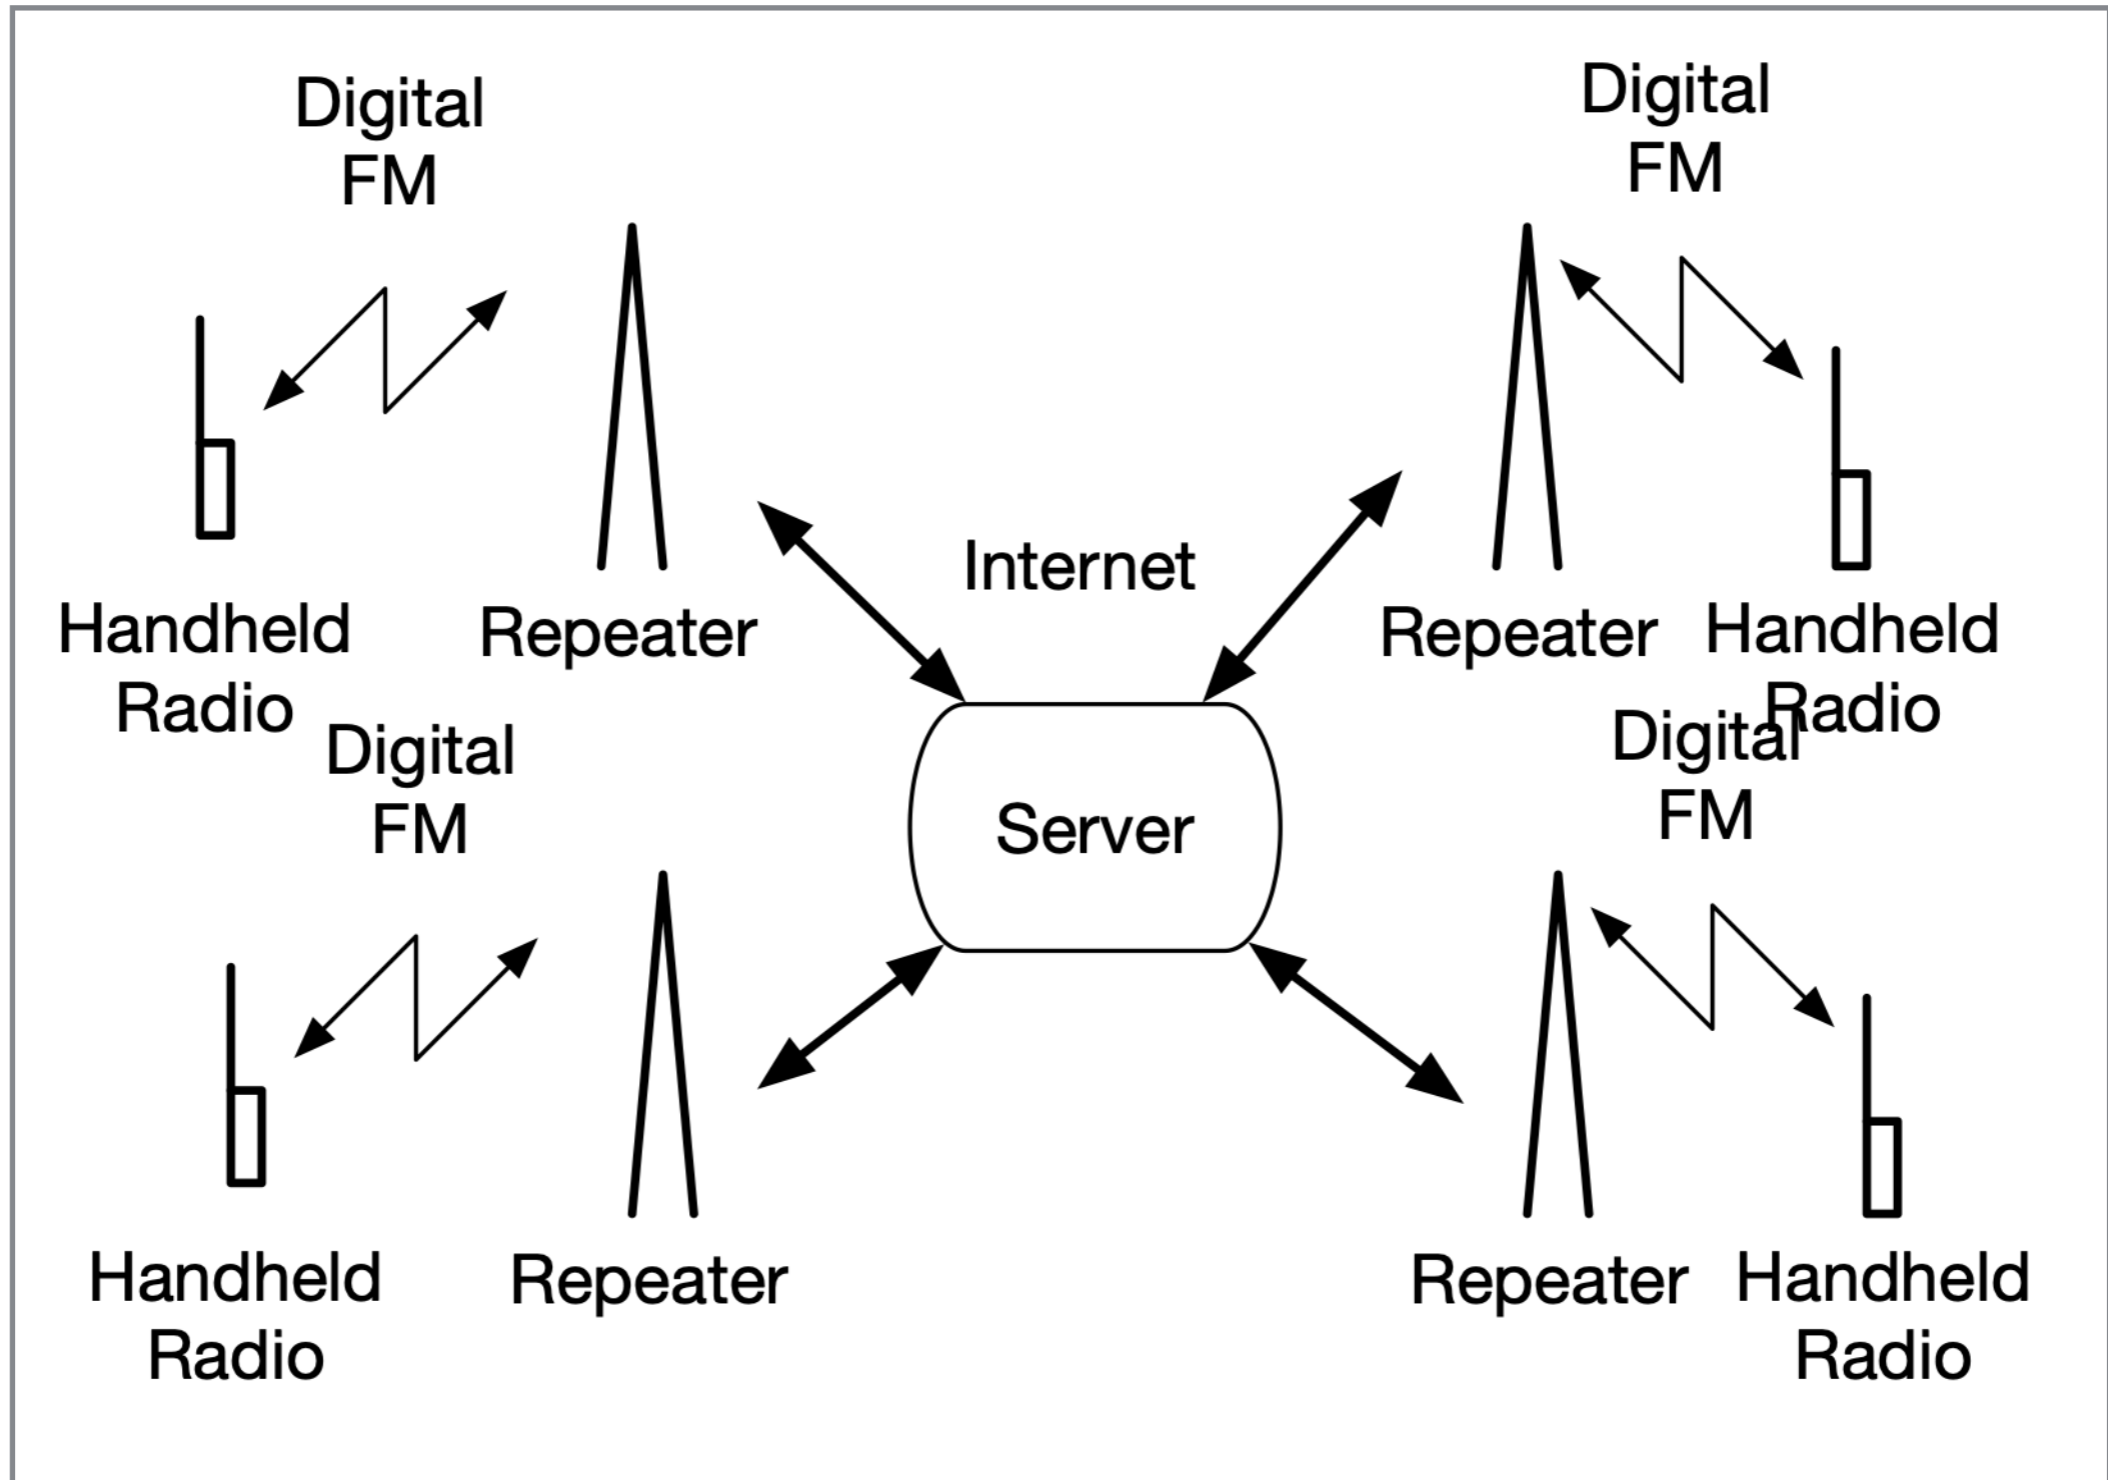 Digital
FM
Digital
FM
Internet
Handheld
Radio
Repeater
Repeater
Handheld
Radio
Digital
FM
Server
Digital
FM
Handheld
Radio
Repeater
Repeater
Handheld
Radio